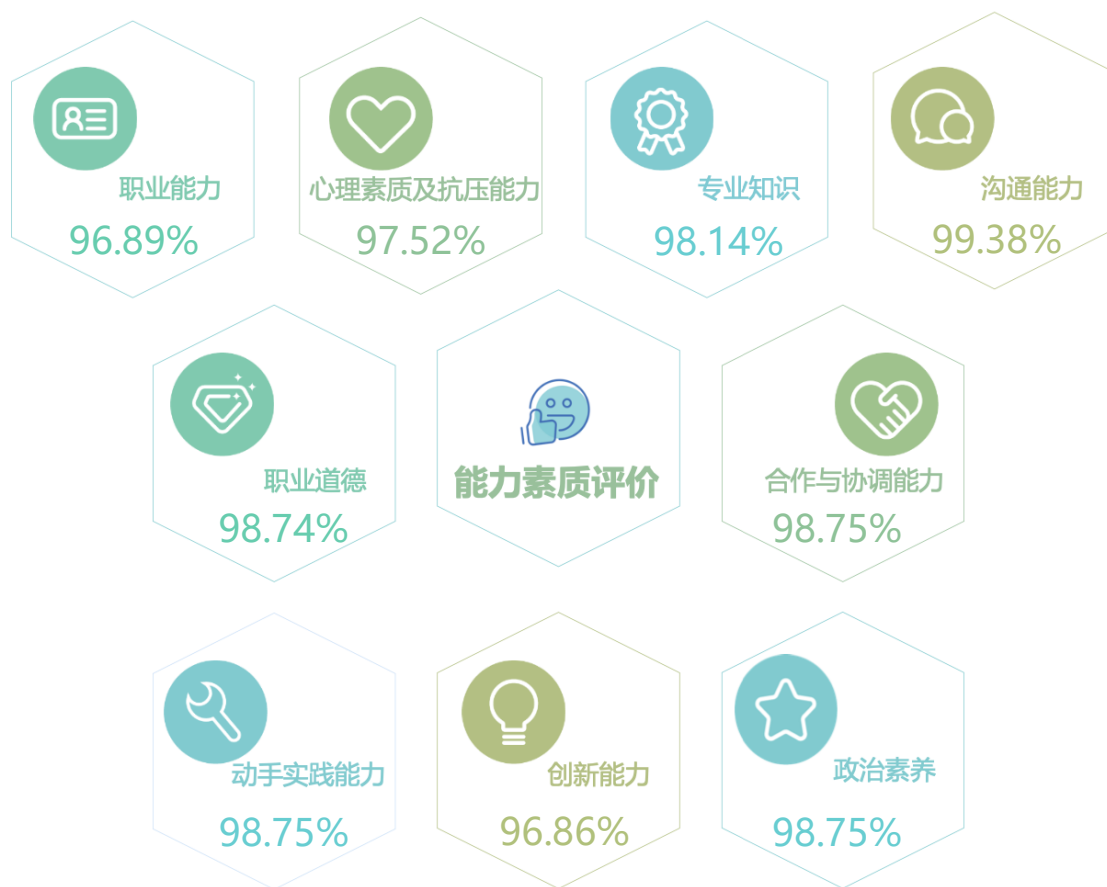 职业能力
96.89%
心理素质及抗压能力
97.52%
专业知识
98.14%
沟通能力
99.38%
职业道德
98.74%
能力素质评价
合作与协调能力
98.75%
动手实践能力
98.75%
创新能力
96.86%
政治素养
98.75%